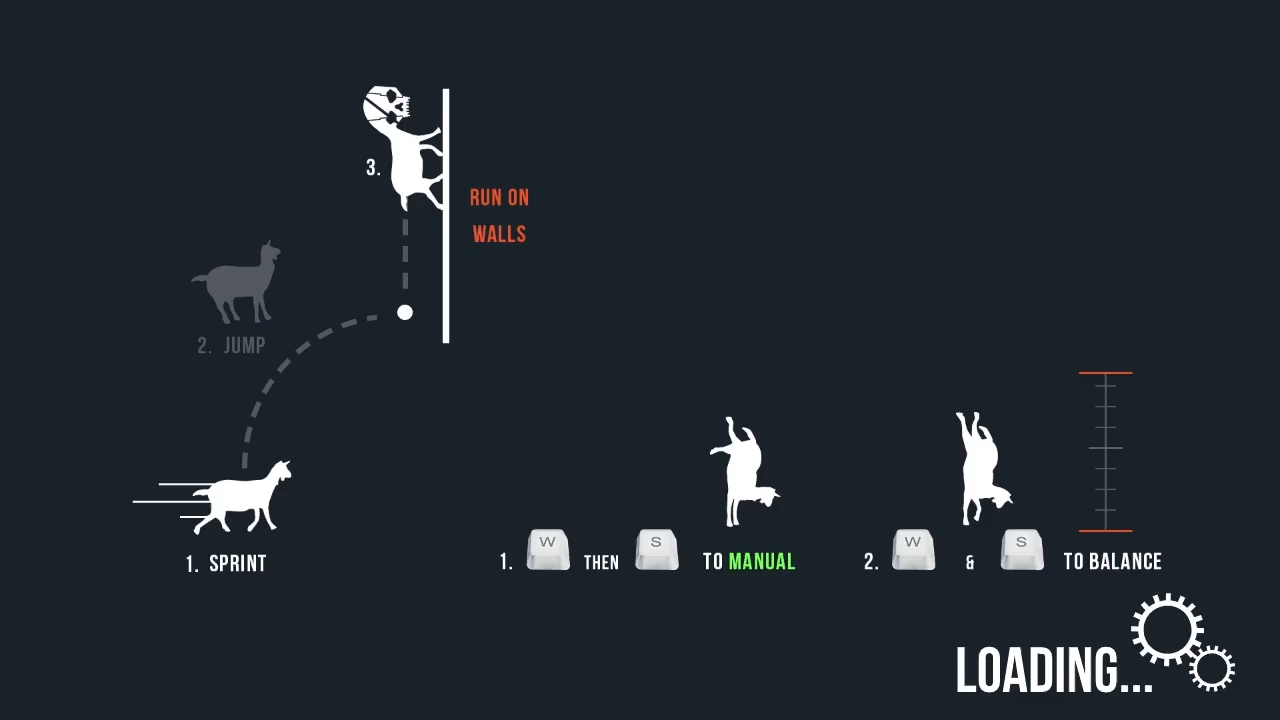 3.
RUN ON
WALLS
2. JUMP
1. SPRINT
1. W THEN S TO MANUAL
2. W & S TO BALANCE
LOADING...